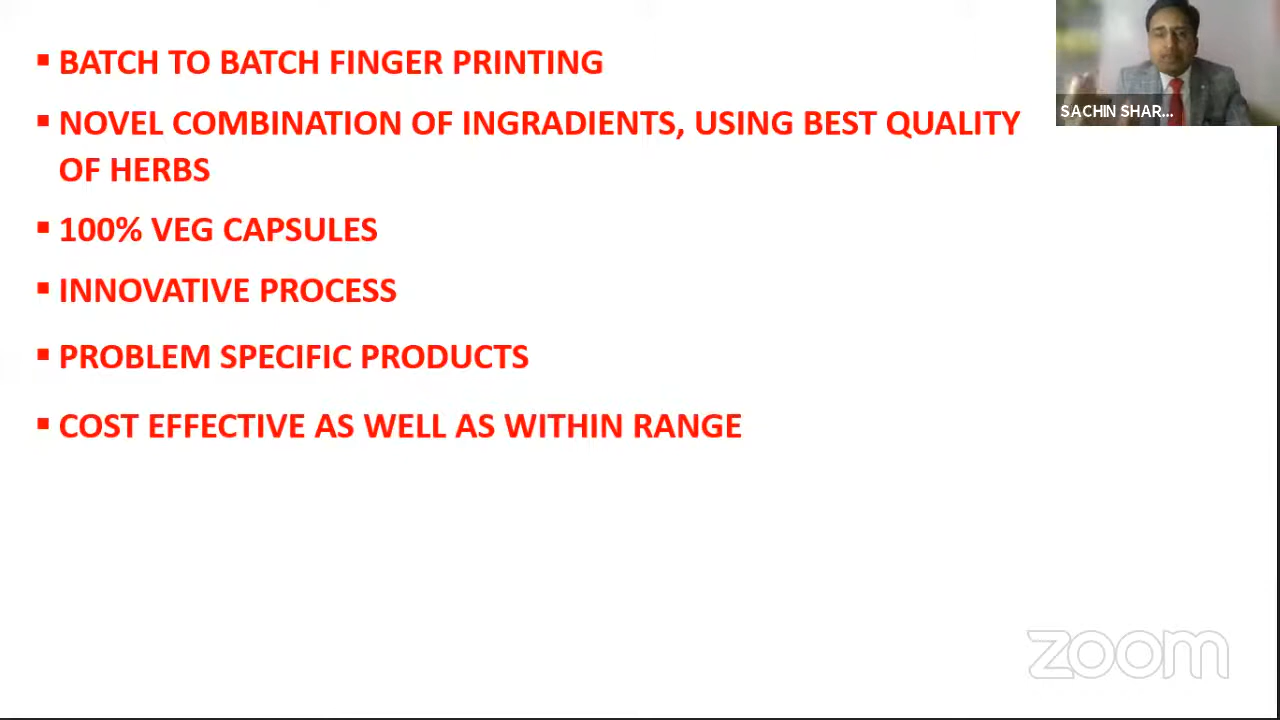 ▪ BATCH TO BATCH FINGER PRINTING
▪ NOVEL COMBINATION OF INGRADIENTS, USING BEST QUALITY
OF HERBS
▪ 100% VEG CAPSULES
▪ INNOVATIVE PROCESS
▪ PROBLEM SPECIFIC PRODUCTS
▪ COST EFFECTIVE AS WELL AS WITHIN RANGE
SACHIN SHAR...
zoom